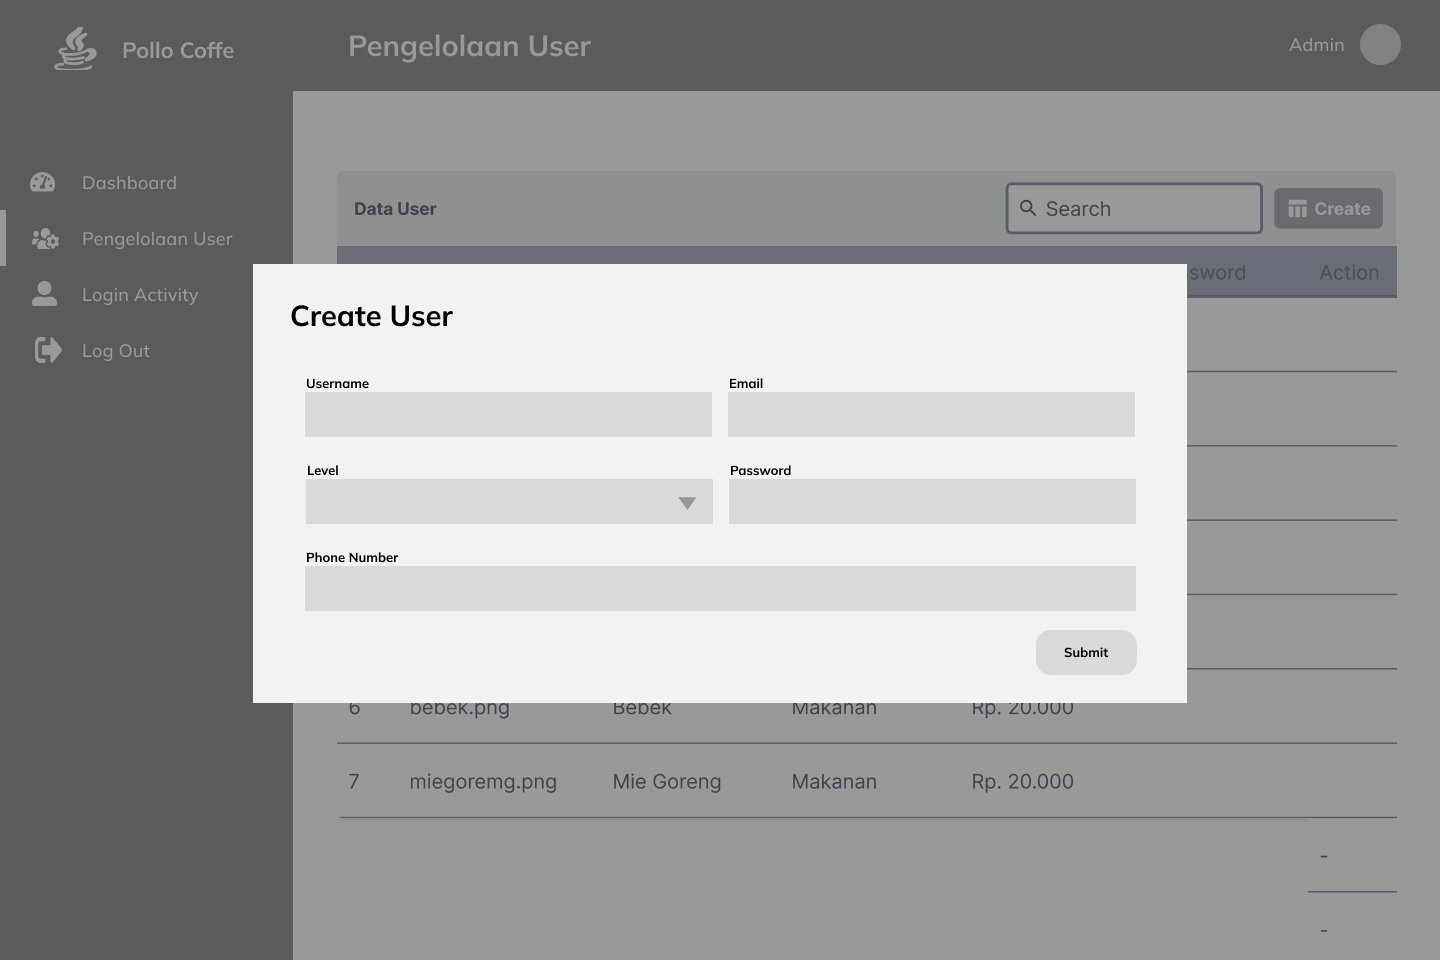 Pollo Coffe
Pengelolaan User
Admin
Dashboard
Pengelolaan User
Login Activity
Log Out
Data User
Search
Create
sword
Action
Create User
Username
Email
Level
Password
Phone Number
Submit
6 bebek.png Bebek Makanan Rp. 20.000
7 miegoremg.png Mie Goreng Makanan Rp. 20.000
-
-